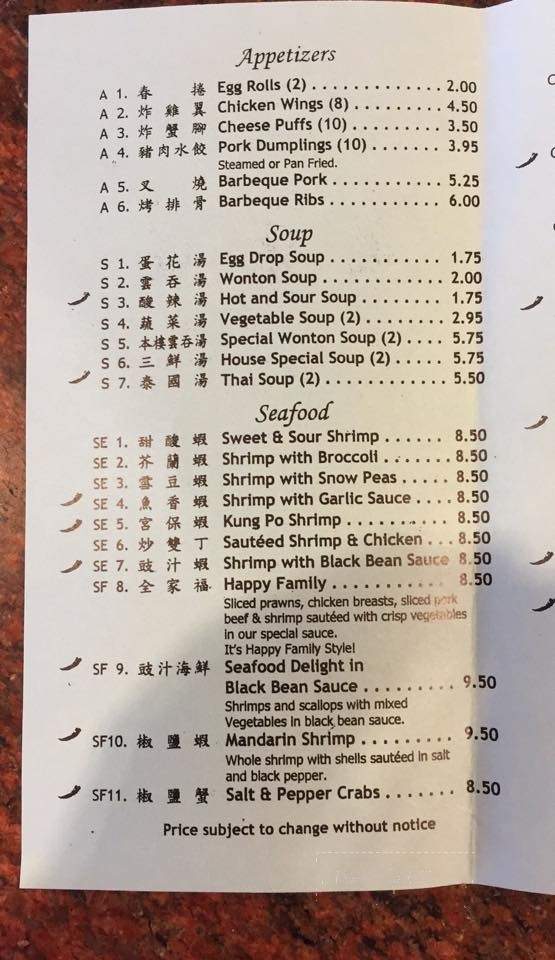 Appetizers
A 1. 春 捲 Egg Rolls (2) . . . . . . . . . . . . . 2.00
A 2. 炸 雞 翼 Chicken Wings (8) . . . . . . . . . 4.50
A 3. 炸 蟹 腳 Cheese Puffs (10) . . . . . . . . . 3.50
A 4. 豬肉水餃 Pork Dumplings (10) . . . . . . . 3.95
Steamed or Pan Fried.
A 5. 叉 燒 Barbeque Pork . . . . . . . . . . . 5.25
A 6. 烤 排 骨 Barbeque Ribs . . . . . . . . . . . 6.00
Soup
S 1. 蛋 花 湯 Egg Drop Soup . . . . . . . . . . . 1.75
S 2. 雲 吞 湯 Wonton Soup . . . . . . . . . . . . 2.00
S 3. 酸 辣 湯 Hot and Sour Soup . . . . . . . . 1.75
S 4. 蔬 菜 湯 Vegetable Soup (2) . . . . . . . . 2.95
S 5. 本樓雲吞湯 Special Wonton Soup (2) . . . . 5.75
S 6. 三 鮮 湯 House Special Soup (2) . . . . . 5.75
S 7. 泰 國 湯 Thai Soup (2) . . . . . . . . . . . . 5.50
Seafood
SE 1. 甜 酸 蝦 Sweet & Sour Shrimp . . . . . . 8.50
SE 2. 芥 蘭 蝦 Shrimp with Broccoli . . . . . . . 8.50
SE 3. 雪 豆 蝦 Shrimp with Snow Peas . . . . . 8.50
SE 4. 魚 香 蝦 Shrimp with Garlic Sauce . . . . 8.50
SE 5. 宮 保 蝦 Kung Po Shrimp . . . . . . . . . . 8.50
SE 6. 炒 雙 丁 Sautéed Shrimp & Chicken . . . 8.50
SE 7. 豉 汁 蝦 Shrimp with Black Bean Sauce 8.50
SF 8. 全 家 福 Happy Family . . . . . . . . . . . 8.50
Sliced prawns, chicken breasts, sliced pork
beef & shrimp sautéed with crisp vegetables
in our special sauce.
It's Happy Family Style!
SF 9. 豉汁海鮮 Seafood Delight in
Black Bean Sauce . . . . . . . . . 9.50
Shrimps and scallops with mixed
Vegetables in black bean sauce.
SF10. 椒 鹽 蝦 Mandarin Shrimp . . . . . . . . . 9.50
Whole shrimp with shells sautéed in salt
and black pepper.
SF11. 椒 鹽 蟹 Salt & Pepper Crabs . . . . . . . 8.50
Price subject to change without notice